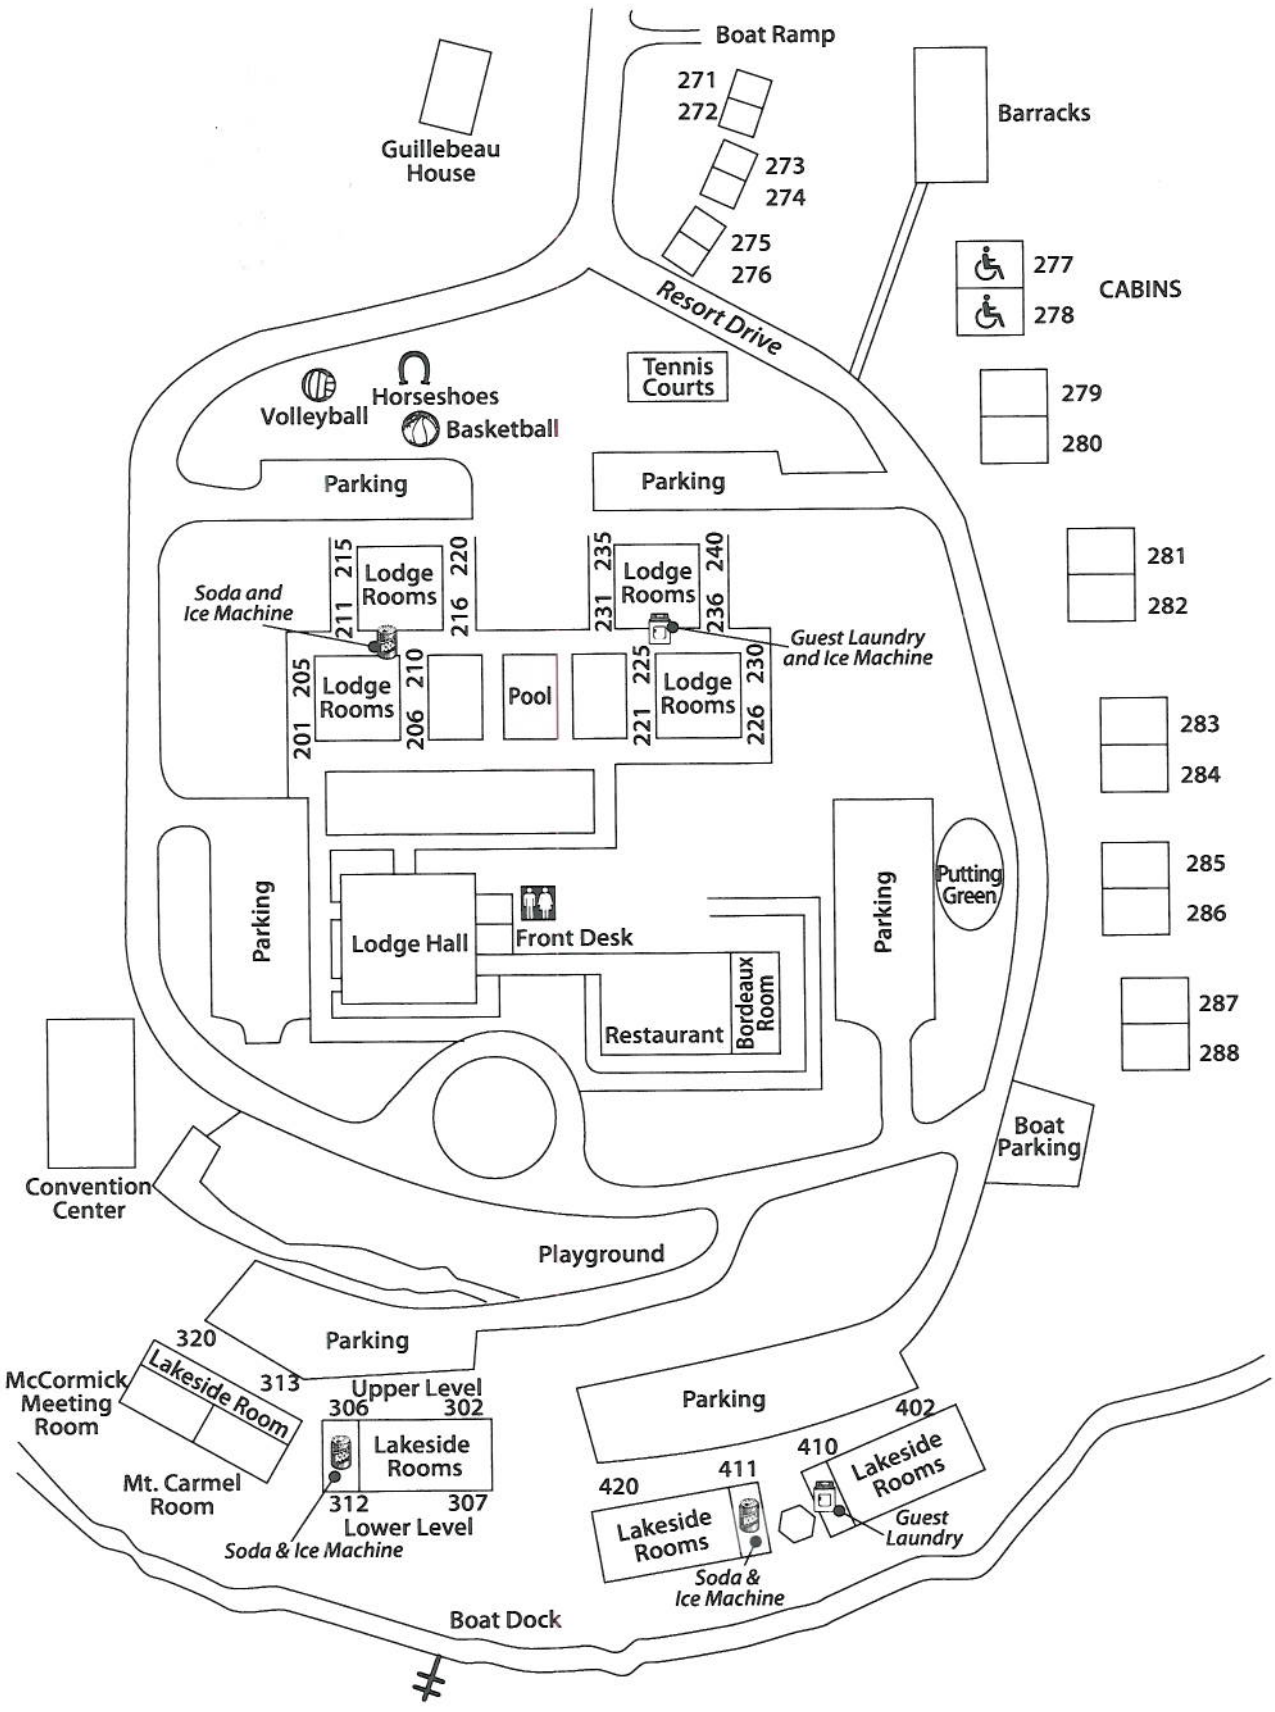 Boat Ramp
271
272
Barracks
Guillebeau
House
273
274
275
276
277
CABINS
278
Resort Drive
Tennis
Courts
Horseshoes
Volleyball
Basketball
279
280
Parking
Parking
215
220
235
240
Lodge
Rooms
Lodge
Rooms
211
216
231
236
Soda and
Ice Machine
281
282
Guest Laundry
and Ice Machine
205
210
225
230
Lodge
Rooms
Pool
Lodge
Rooms
201
206
221
226
283
284
Parking
Parking
Putting
Green
285
286
Lodge Hall
Front Desk
Bordeaux
Room
Restaurant
287
288
Boat
Parking
Convention
Center
Playground
Parking
320
Lakeside Room
313
McCormick
Meeting
Room
Mt. Carmel
Room
Upper Level
306
302
Lakeside
Rooms
312
307
Lower Level
Soda & Ice Machine
Parking
402
410
Lakeside
Rooms
411
420
Lakeside
Rooms
Guest
Laundry
Soda &
Ice Machine
Boat Dock